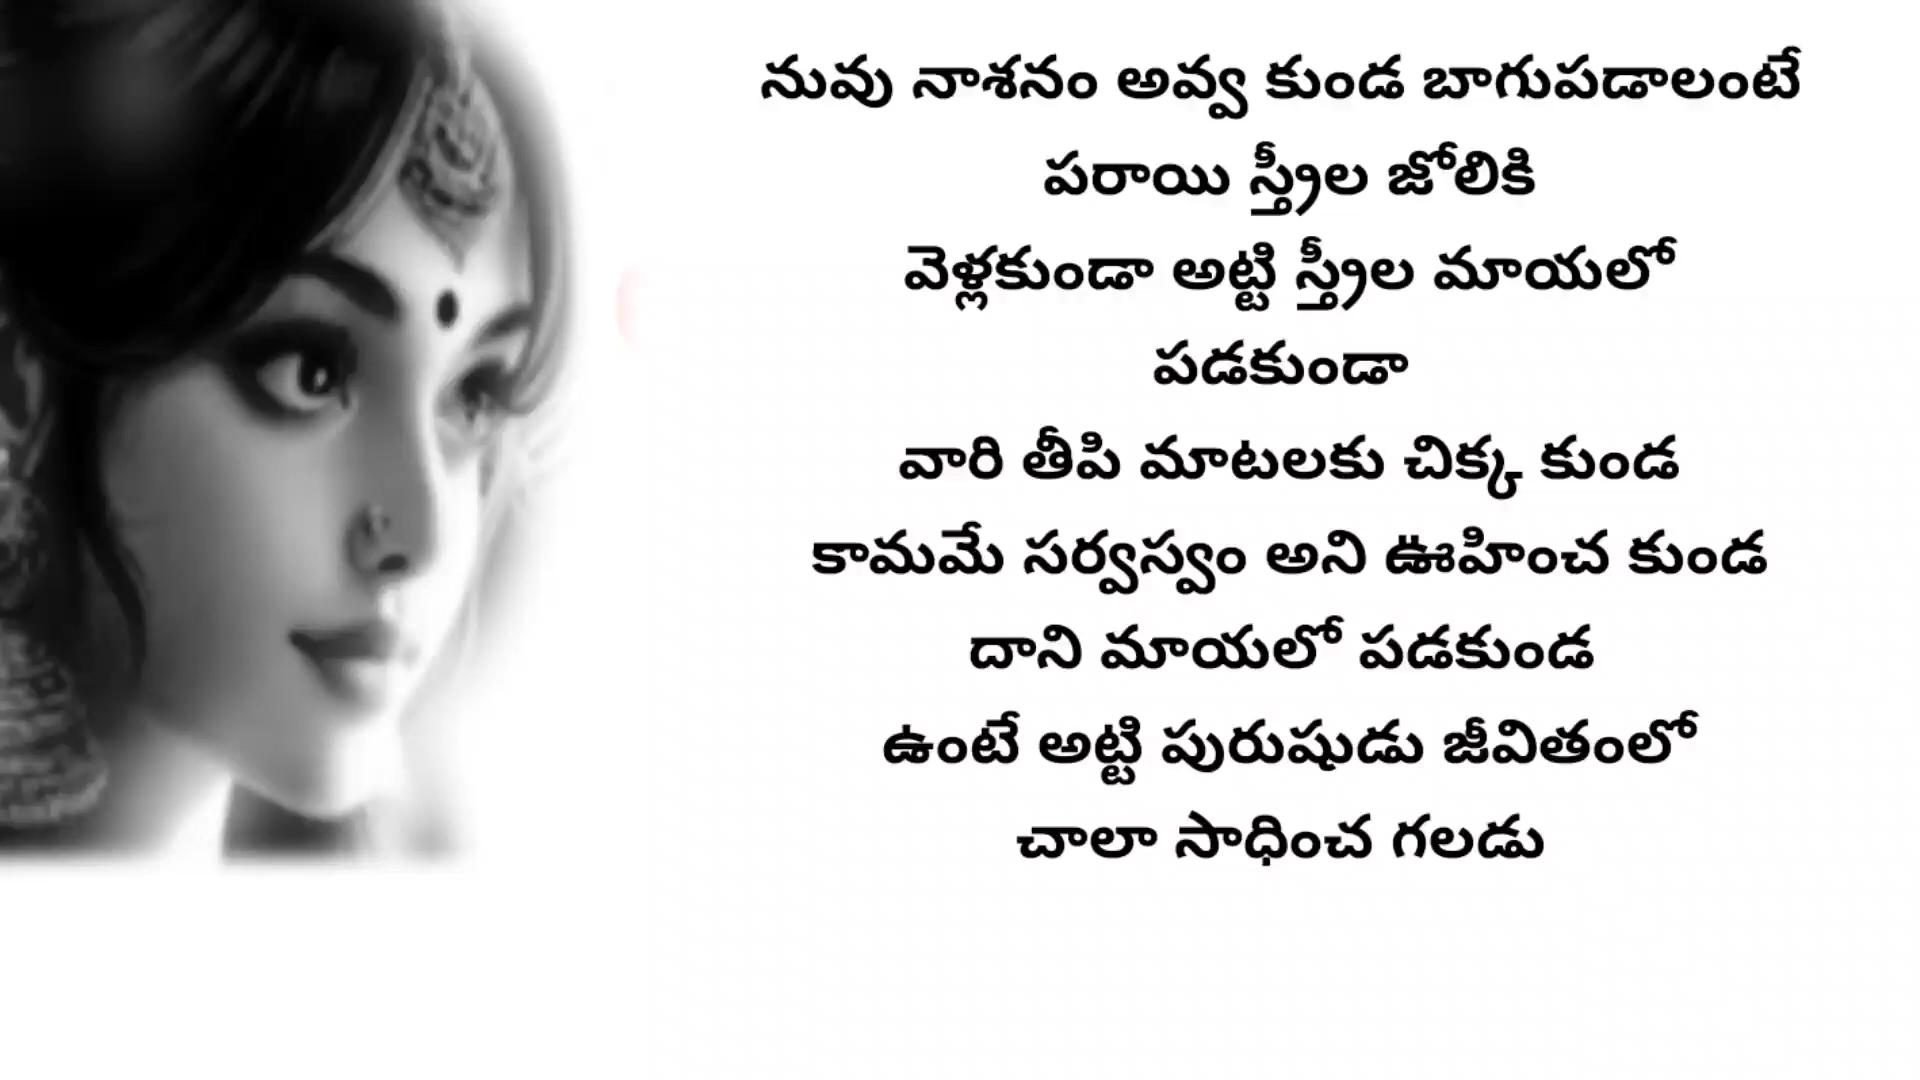 నువు నాశనం అవ్వ కుండ బాగుపడాలంటే
పరాయి స్త్రీల జోలికి
వెళ్లకుండా అట్టి స్త్రీల మాయలో
పడకుండా
వారి తీపి మాటలకు చిక్క కుండ
కామమే సర్వస్వం అని ఊహించ కుండ
దాని మాయలో పడకుండ
ఉంటే అట్టి పురుషుడు జీవితంలో
చాలా సాధించ గలడు